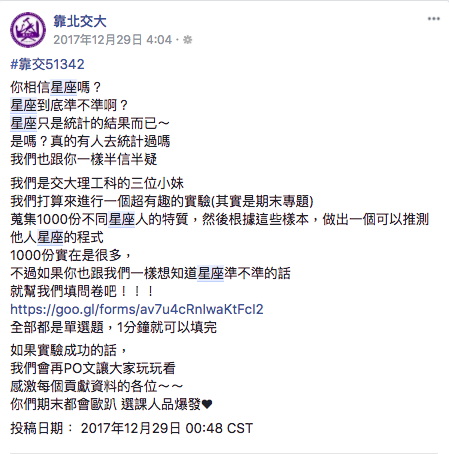 靠北交大
2017年12月29日 4:04 ·
#靠交51342
你相信星座嗎？
星座到底準不準啊？
星座只是統計的結果而已～
是嗎？真的有人去統計過嗎
我們也跟你一樣半信半疑
我們是交大理工科的三位小妹
我們打算來進行一個超有趣的實驗(其實是期末專題)
蒐集1000份不同星座人的特質，然後根據這些樣本，做出一個可以推測
他人星座的程式
1000份實在是很多，
不過如果你也跟我們一樣想知道星座準不準的話
就幫我們填問卷吧！！！
https://goo.gl/forms/av7u4cRnlwaKtFcl2
全部都是單選題，1分鐘就可以填完
如果實驗成功的話，
我們會再PO文讓大家玩玩看
感激每個貢獻資料的各位～～
你們期末都會歐趴 選課人品爆發♥
投稿日期： 2017年12月29日 00:48 CST